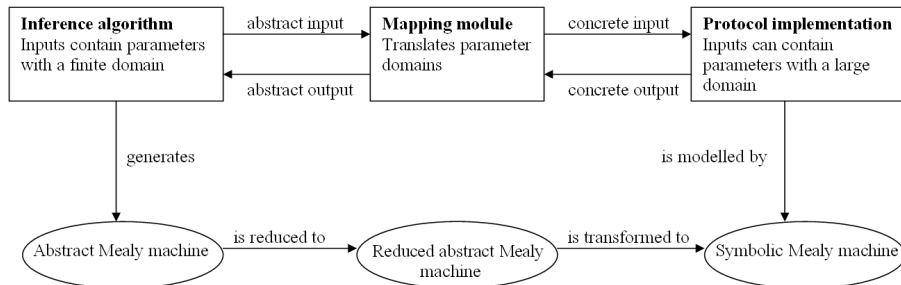 Inference algorithm
Inputs contain parameters
with a finite domain
abstract input
abstract output
Mapping module
Translates parameter
domains
concrete input
concrete output
Protocol implementation
Inputs can contain
parameters with a large
domain
generates
is modelled by
Abstract Mealy machine
is reduced to
Reduced abstract Mealy
machine
is transformed to
Symbolic Mealy machine